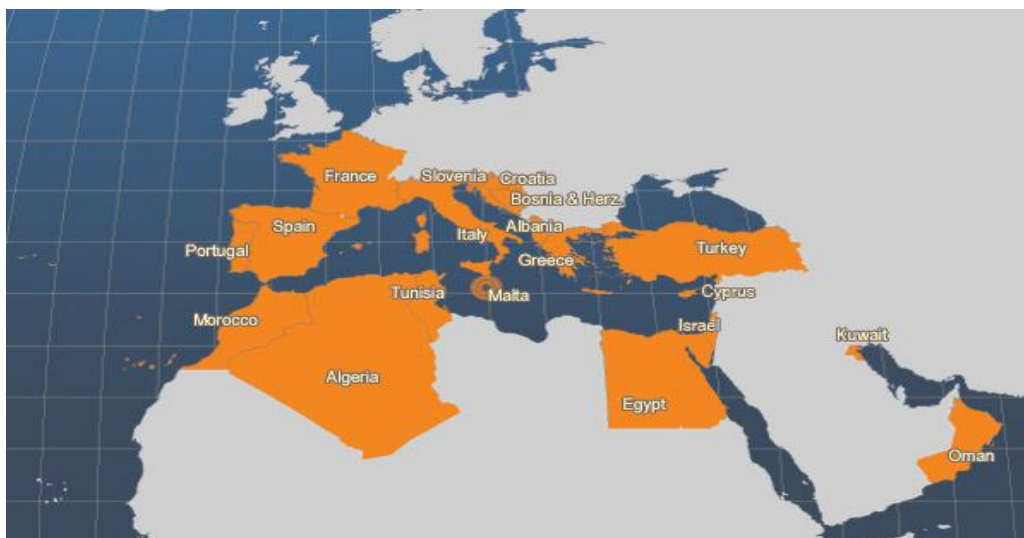 France
Slovenia
Croatia
Bosnia & Herz.
Spain
Italy
Albania
Portugal
Greece
Turkey
Tunisia
Malta
Cyprus
Morocco
Israel
Kuwait
Algeria
Egypt
Oman